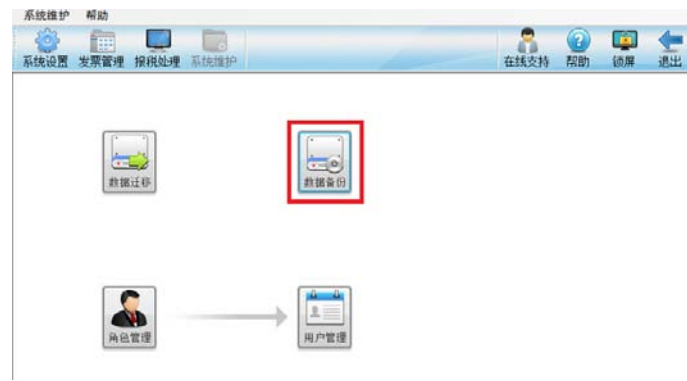 系统维护 帮助
系统设置 发票管理 报税处理 系统维护 在线支持 帮助 锁屏 退出
数据迁移 数据备份
角色管理 用户管理